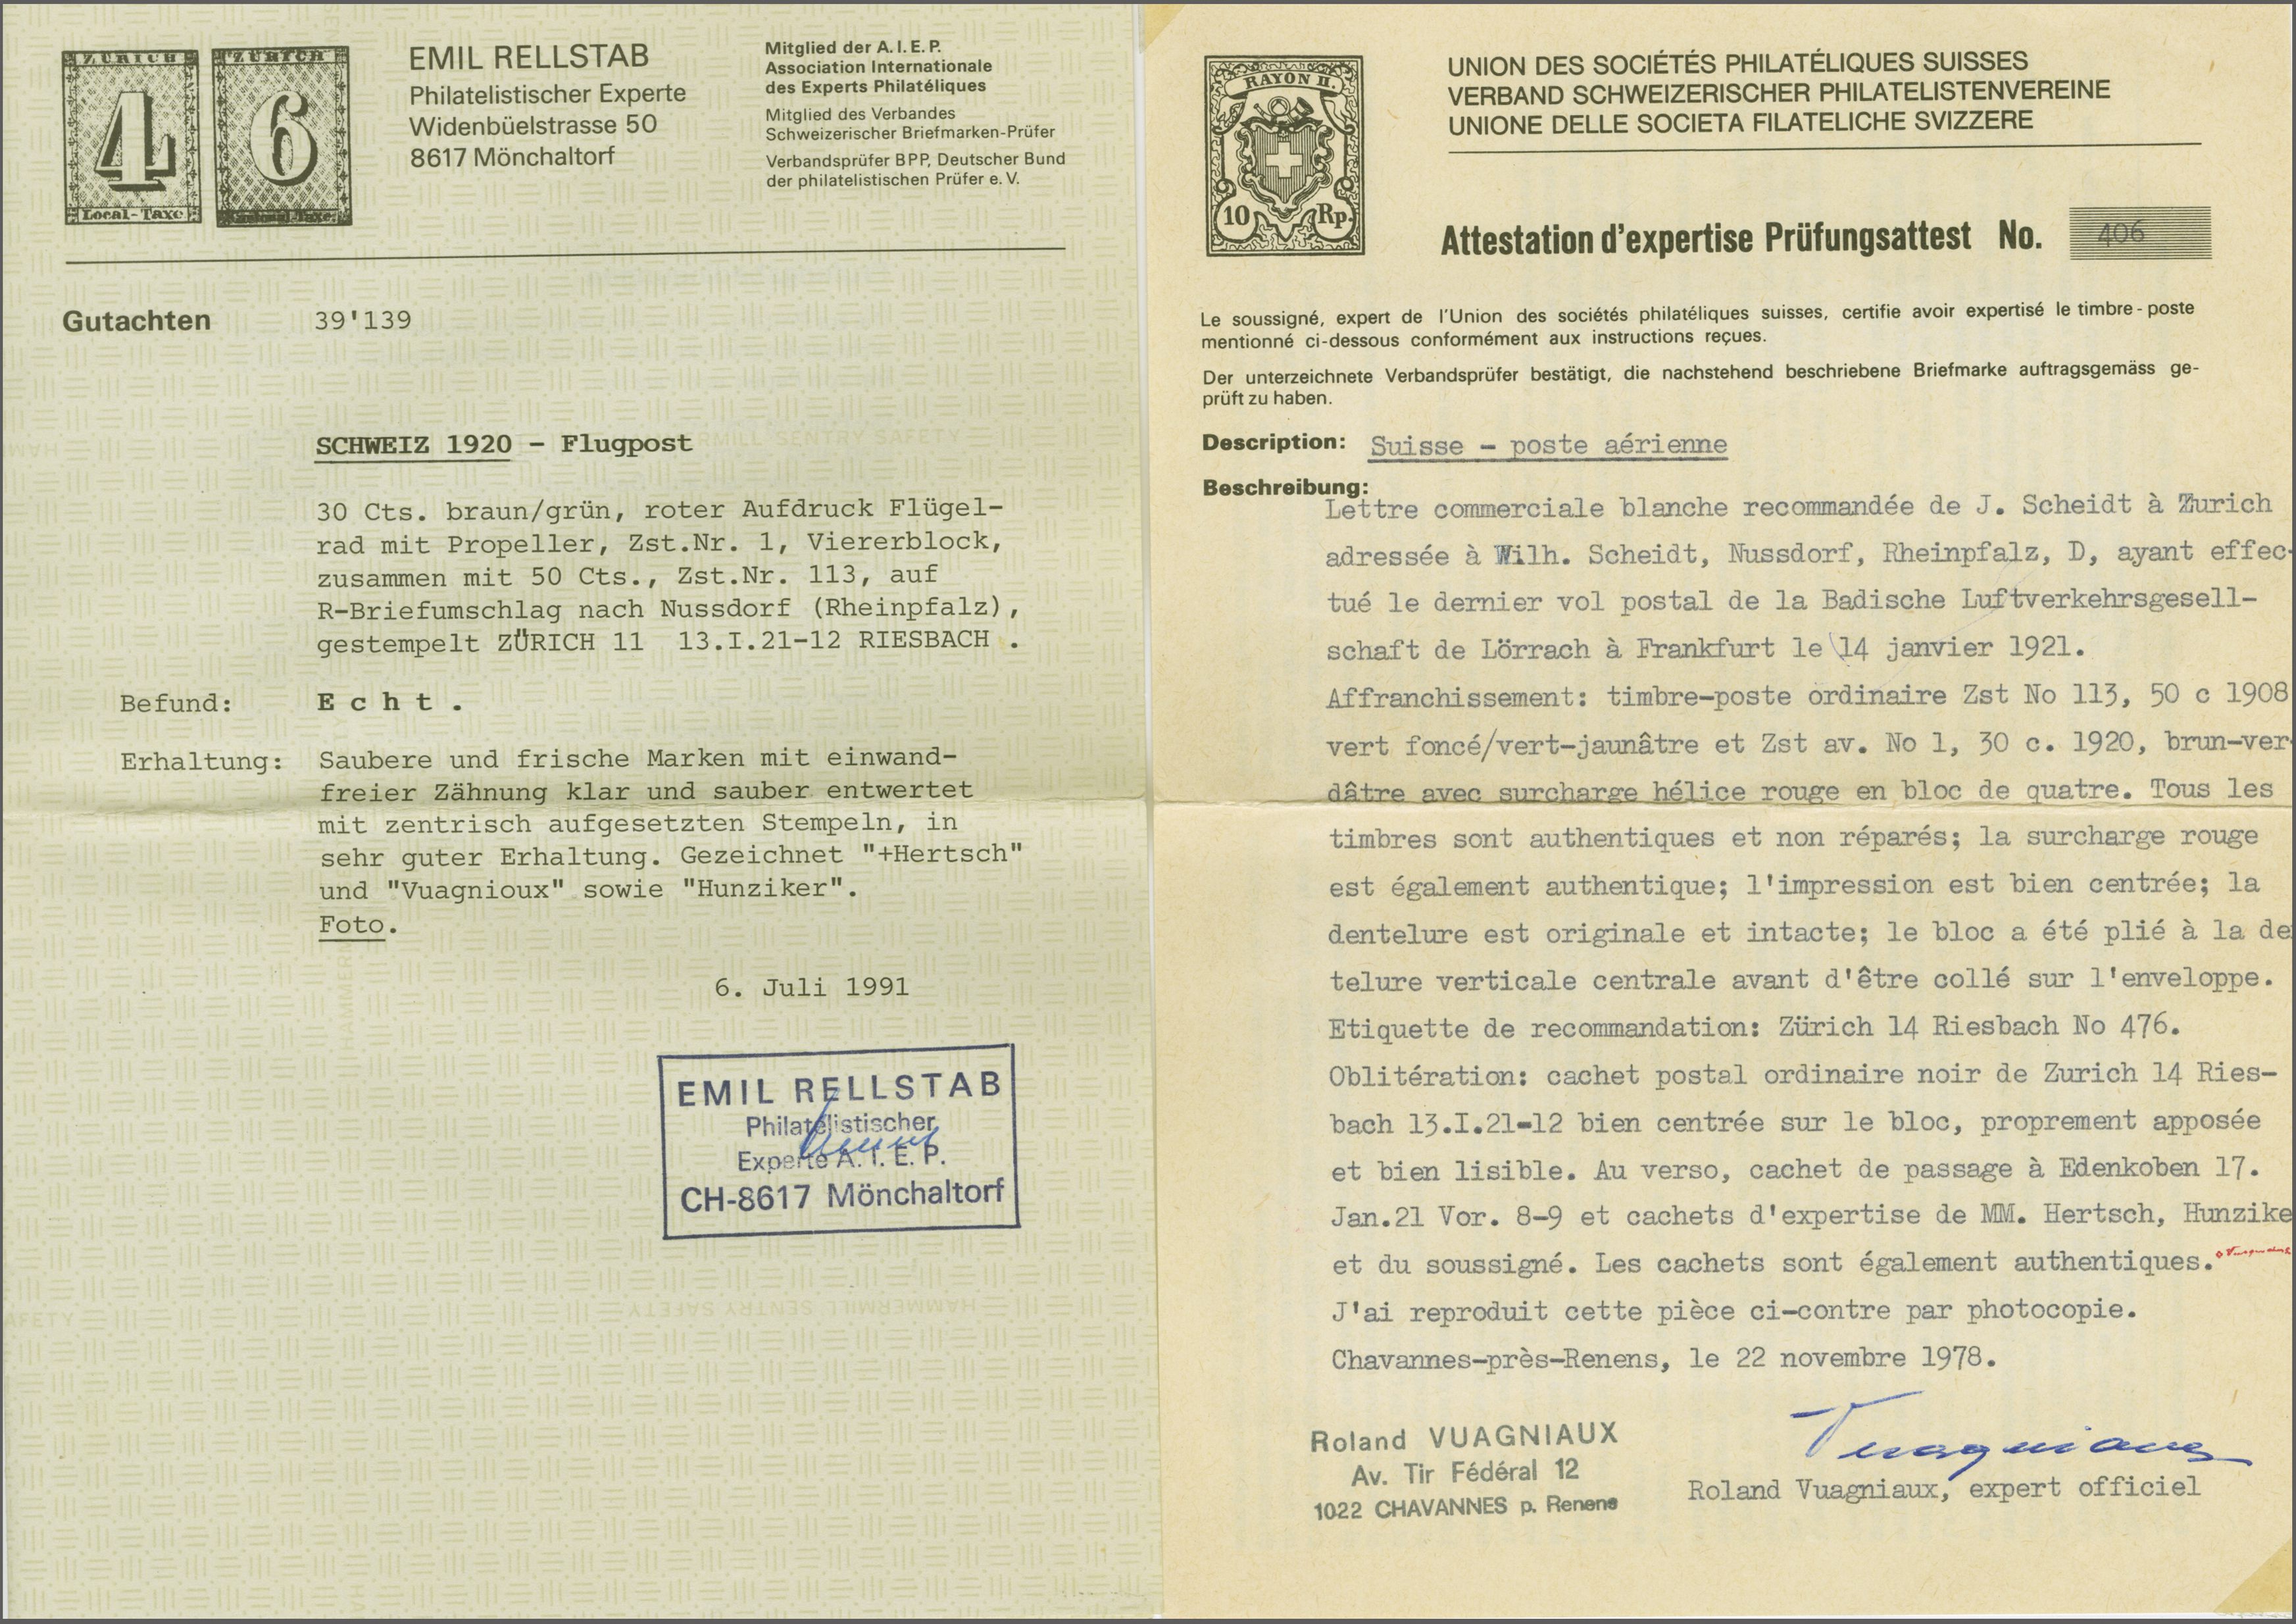 ZÜRICH
4
Local-Taxe
ZÜRICH
6
EMIL RELLSTAB
Philatelistischer Experte
Widenbüelstrasse 50
8617 Mönchaltorf
Mitglied der A.I.E.P.
Association Internationale
des Experts Philatéliques
Mitglied des Verbandes
Schweizerischer Briefmarken-Prüfer
Verbandsprüfer BPP, Deutscher Bund
der philatelistischen Prüfer e.V.
Gutachten 39'139
SCHWEIZ 1920 - Flugpost
30 Cts. braun/grün, roter Aufdruck Flügel-
rad mit Propeller, Zst.Nr. 1, Viererblock,
zusammen mit 50 Cts., Zst.Nr. 113, auf
R-Briefumschlag nach Nussdorf (Rheinpfalz),
gestempelt ZÜRICH 11 13.I.21-12 RIESBACH .
Befund: E c h t .
Erhaltung: Saubere und frische Marken mit einwand-
freier Zähnung klar und sauber entwertet
mit zentrisch aufgesetzten Stempeln, in
sehr guter Erhaltung. Gezeichnet "+Hertsch"
und "Vuagnioux" sowie "Hunziker".
Foto.
6. Juli 1991
EMIL RELLSTAB
Philatelistischer
Experte A. I. E. P.
CH-8617 Mönchaltorf
HAMMERMILL SENTRY SAFETY
RAYON II.
10 Rp.
UNION DES SOCIÉTÉS PHILATÉLIQUES SUISSES
VERBAND SCHWEIZERISCHER PHILATELISTENVEREINE
UNIONE DELLE SOCIETA FILATELICHE SVIZZERE
Attestation d'expertise Prüfungsattest No. 406
Le soussigné, expert de l'Union des sociétés philatéliques suisses, certifie avoir expertisé le timbre-poste
mentionné ci-dessous conformément aux instructions reçues.
Der unterzeichnete Verbandsprüfer bestätigt, die nachstehend beschriebene Briefmarke auftragsgemäss ge-
prüft zu haben.
Description: Suisse - poste aérienne
Beschreibung:
Lettre commerciale blanche recommandée de J. Scheidt à Zurich
adressée à Wilh. Scheidt, Nussdorf, Rheinpfalz, D, ayant effec-
tué le dernier vol postal de la Badische Luftverkehrsgesell-
schaft de Lörrach à Frankfurt le 14 janvier 1921.
Affranchissement: timbre-poste ordinaire Zst No 113, 50 c 1908
vert foncé/vert-jaunâtre et Zst av. No 1, 30 c. 1920, brun-ver-
dâtre avec surcharge hélice rouge en bloc de quatre. Tous les
timbres sont authentiques et non réparés; la surcharge rouge
est également authentique; l'impression est bien centrée; la
dentelure est originale et intacte; le bloc a été plié à la de
telure verticale centrale avant d'être collé sur l'enveloppe.
Etiquette de recommandation: Zürich 14 Riesbach No 476.
Oblitération: cachet postal ordinaire noir de Zurich 14 Ries-
bach 13.I.21-12 bien centrée sur le bloc, proprement apposée
et bien lisible. Au verso, cachet de passage à Edenkoben 17.
Jan.21 Vor. 8-9 et cachets d'expertise de MM. Hertsch, Hunzike
et du soussigné. Les cachets sont également authentiques.
J'ai reproduit cette pièce ci-contre par photocopie.
Chavannes-près-Renens, le 22 novembre 1978.
Roland VUAGNIAUX
Av. Tir Fédéral 12
1022 CHAVANNES p. Renens
Vuagniaux
Roland Vuagniaux, expert officiel